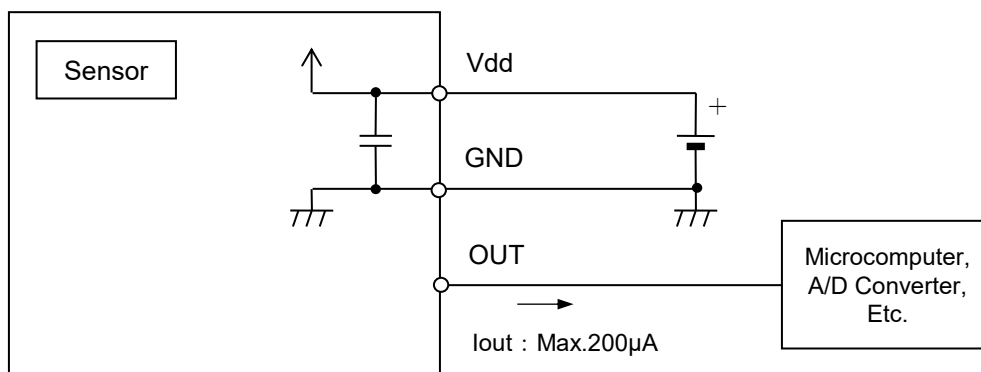 Sensor
Vdd
+
GND
OUT
Microcomputer,
A/D Converter,
Etc.
Iout : Max.200µA